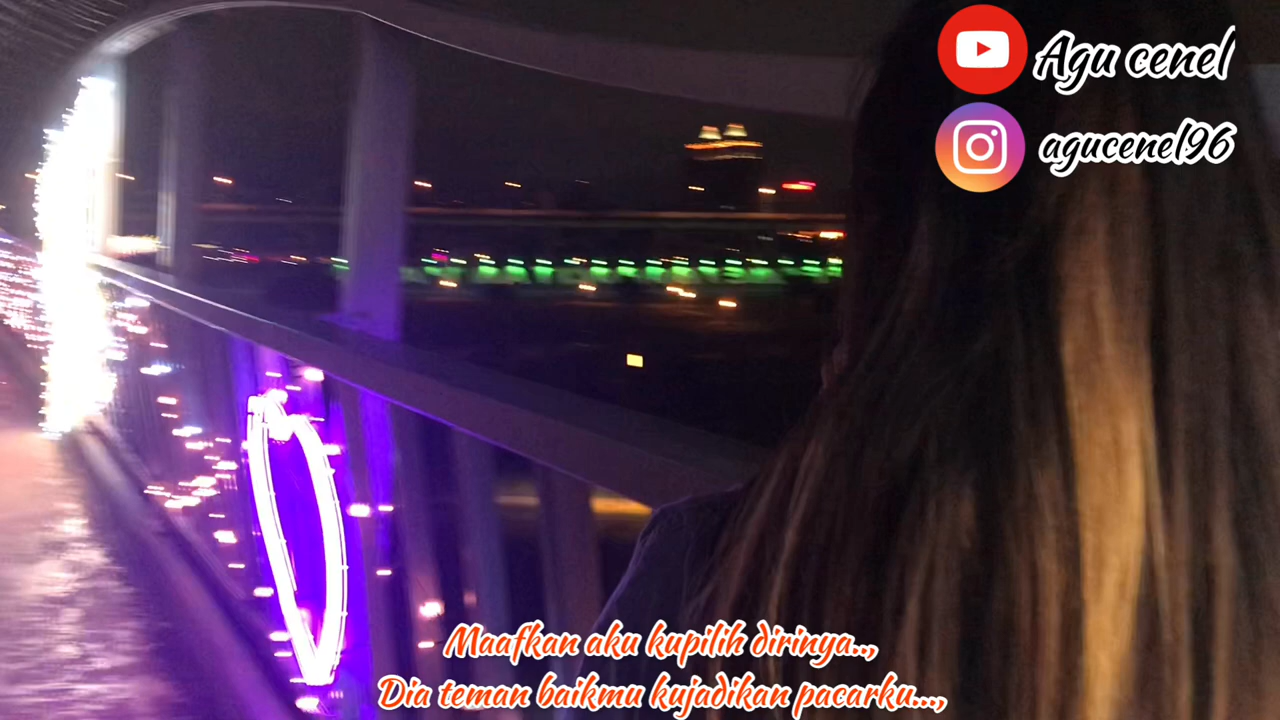 Agu cenel
agucenel96
Maafkan aku kupilih dirinya..,
Dia teman baikmu kujadikan pacarku...,